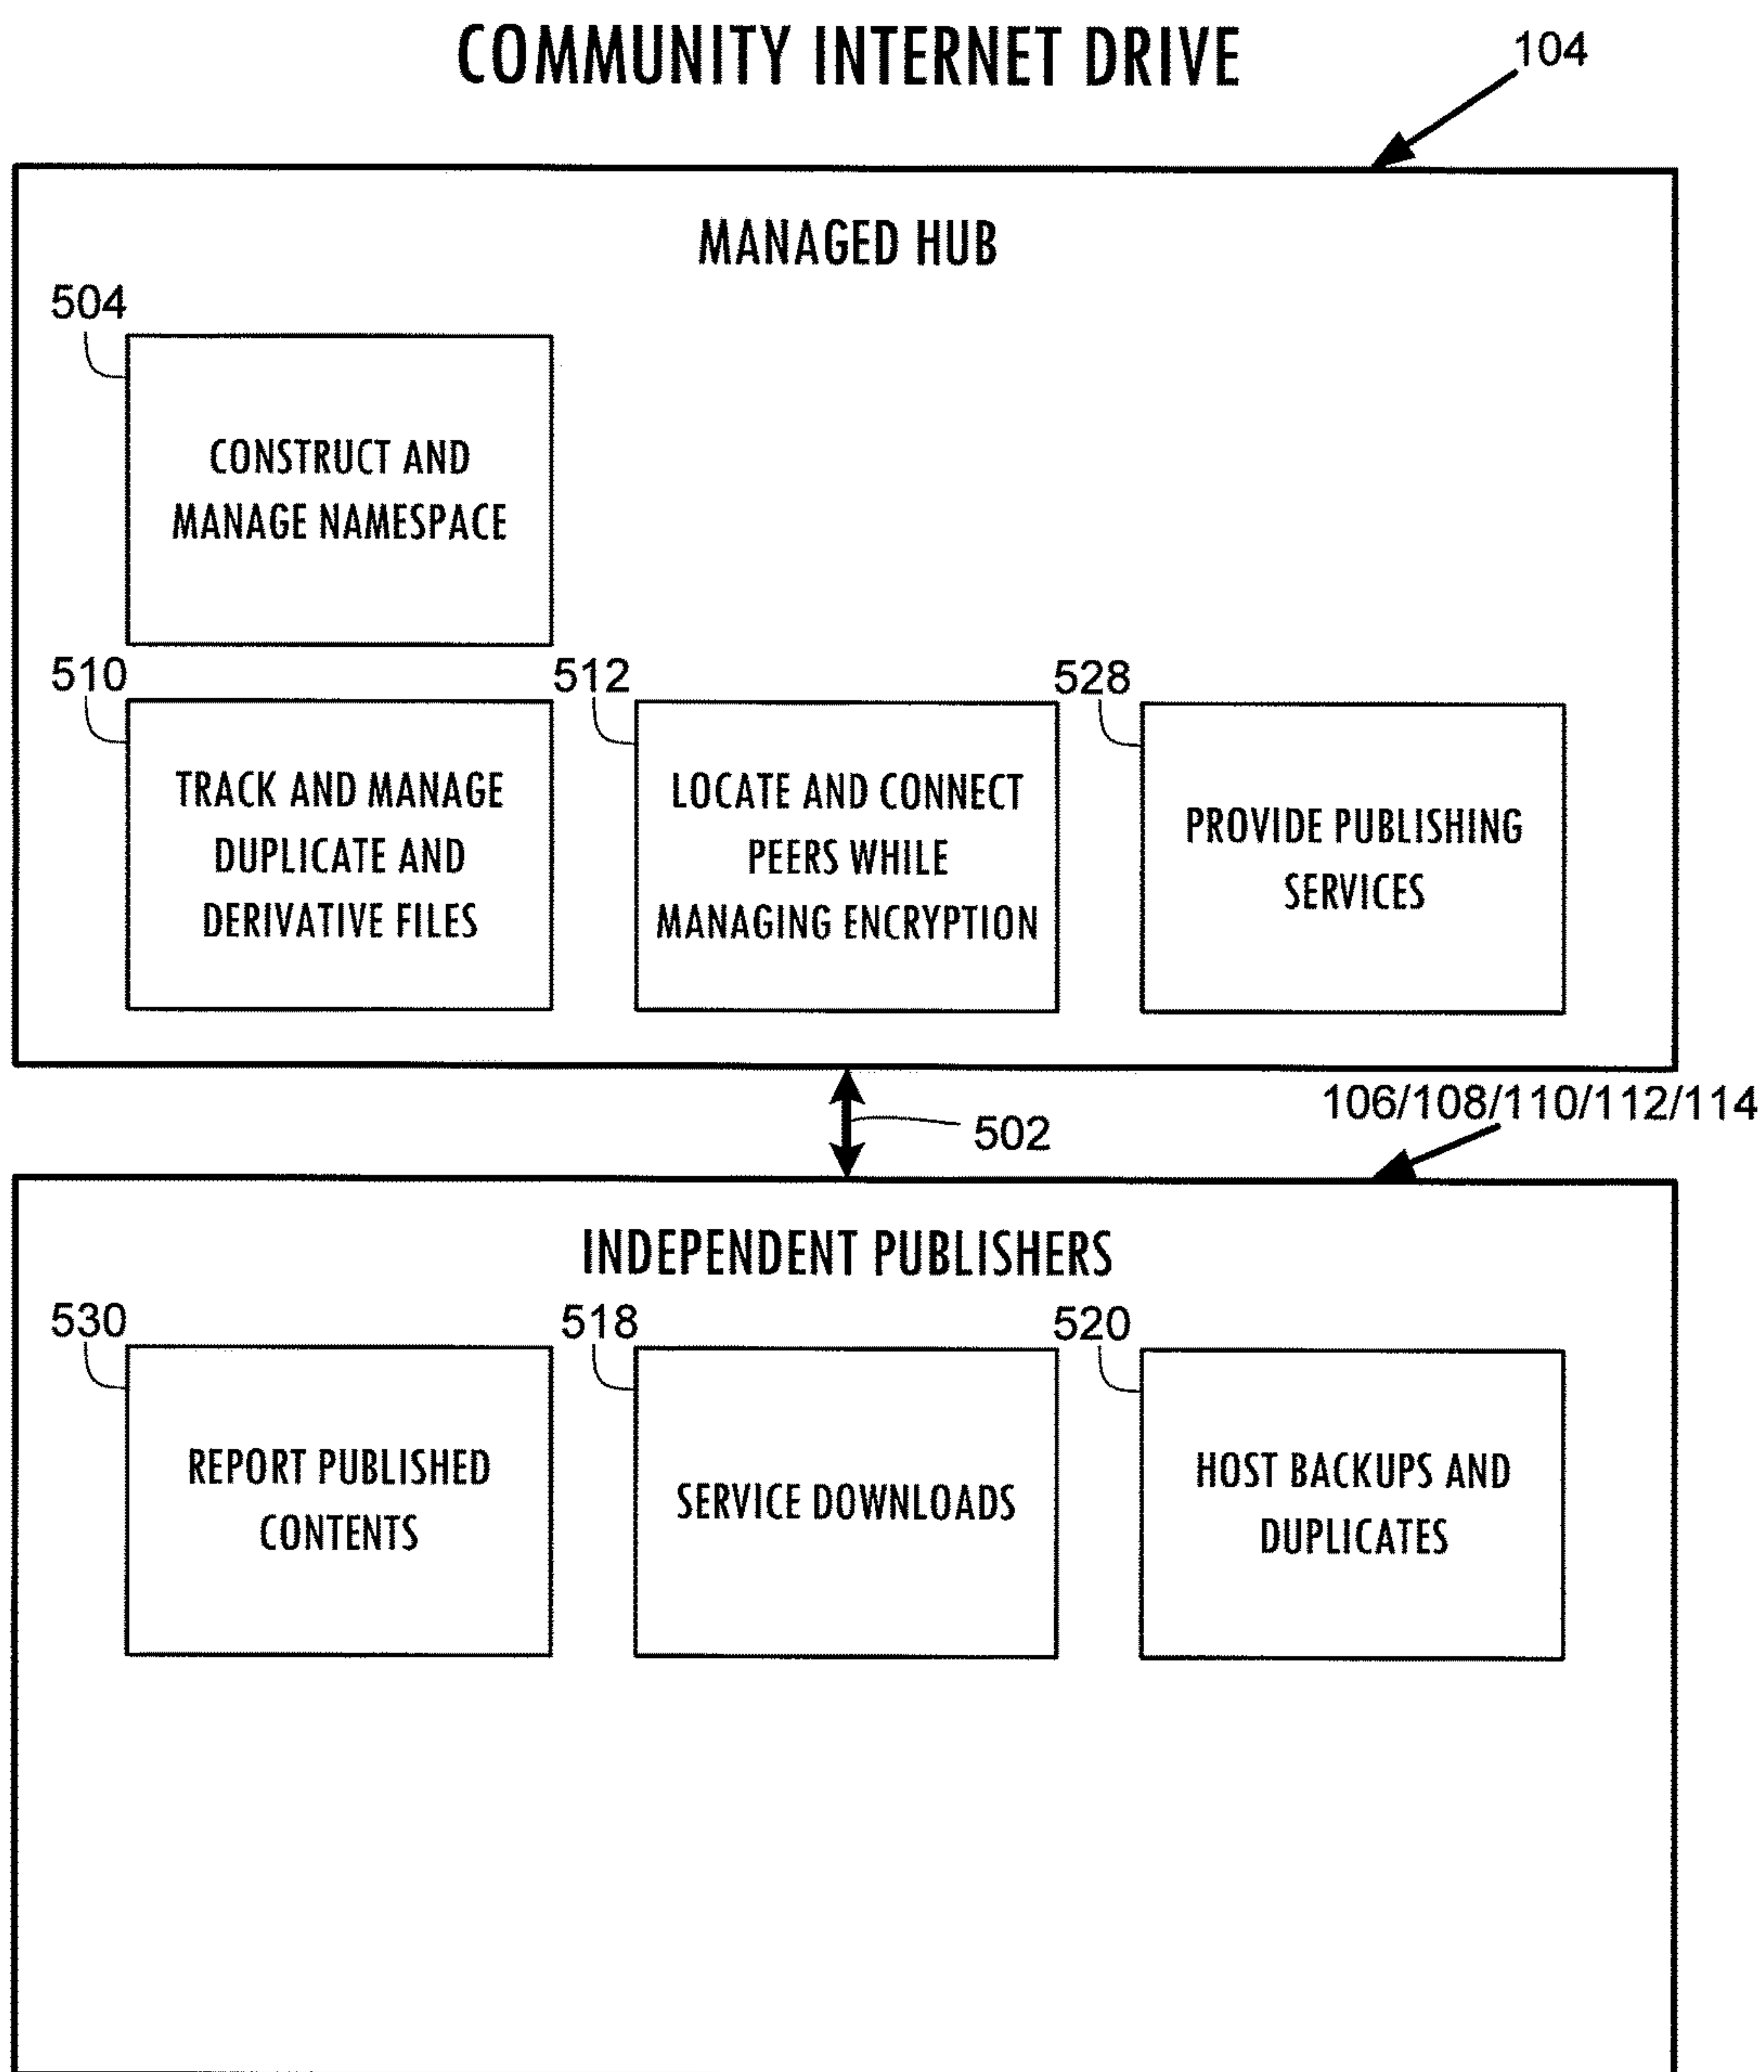 COMMUNITY INTERNET DRIVE
104
MANAGED HUB
504
CONSTRUCT AND
MANAGE NAMESPACE
510
TRACK AND MANAGE
DUPLICATE AND
DERIVATIVE FILES
512
LOCATE AND CONNECT
PEERS WHILE
MANAGING ENCRYPTION
528
PROVIDE PUBLISHING
SERVICES
502
106/108/110/112/114
INDEPENDENT PUBLISHERS
530
REPORT PUBLISHED
CONTENTS
518
SERVICE DOWNLOADS
520
HOST BACKUPS AND
DUPLICATES